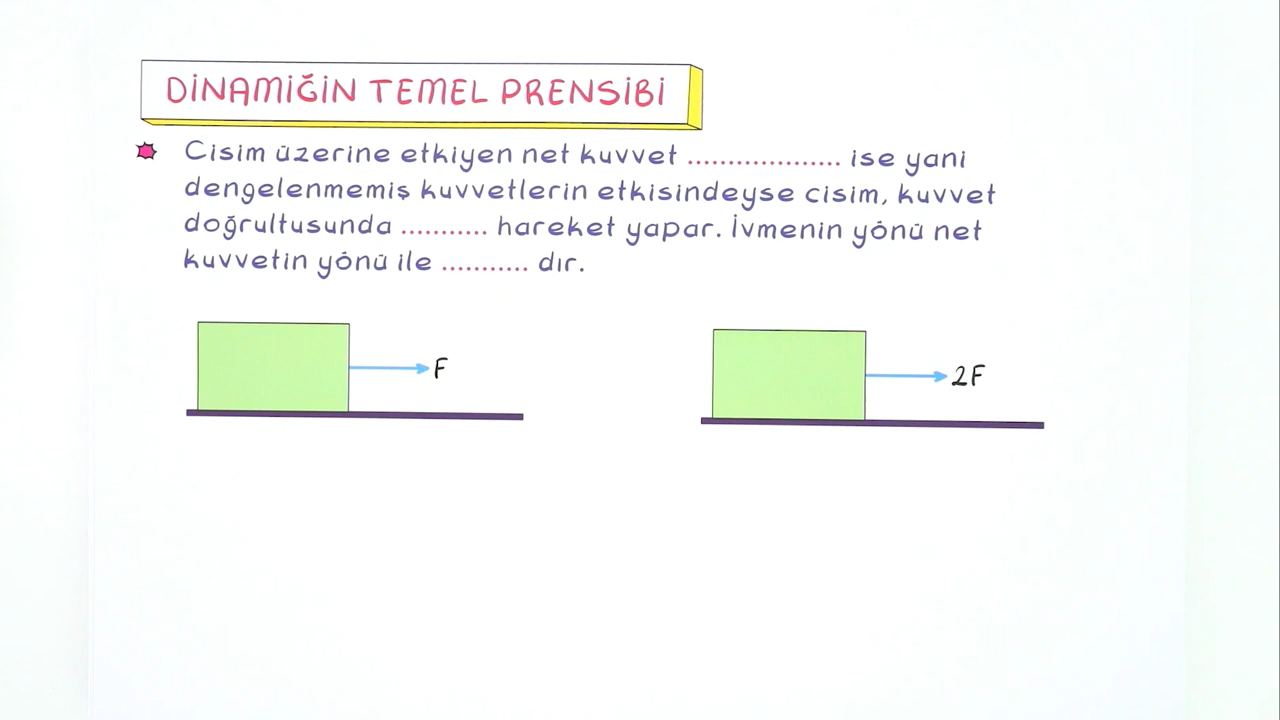 DİNAMİĞİN TEMEL PRENSİBİ
Cisim üzerine etkiyen net kuvvet ................... ise yani
dengelenmemiş kuvvetlerin etkisindeyse cisim, kuvvet
doğrultusunda ........... hareket yapar. İvmenin yönü net
kuvvetin yönü ile ........... dır.
F
2F